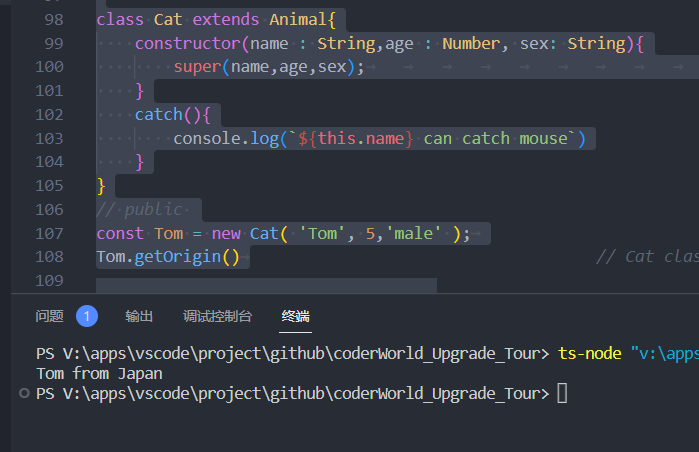 98 class Cat extends Animal{
99 constructor(name : String,age : Number, sex: String){
100 super(name,age,sex);
101 }
102 catch(){
103 console.log(`${this.name} can catch mouse`)
104 }
105 }
106 // public
107 const Tom = new Cat( 'Tom', 5,'male' );
108 Tom.getOrigin() // Cat clas
109
问题 1 输出 调试控制台 终端
PS V:\apps\vscode\project\github\coderWorld_Upgrade_Tour> ts-node "v:\apps
Tom from Japan
PS V:\apps\vscode\project\github\coderWorld_Upgrade_Tour>